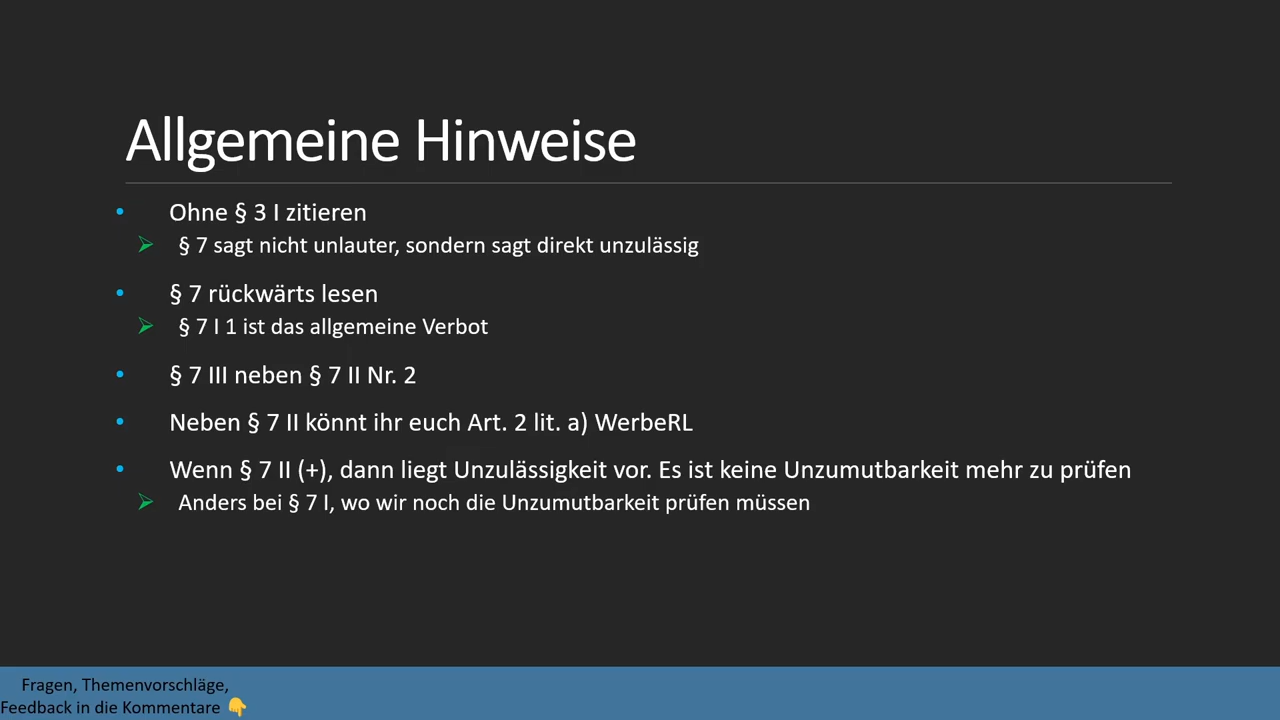 Allgemeine Hinweise
• Ohne § 3 I zitieren
➢ § 7 sagt nicht unlauter, sondern sagt direkt unzulässig
• § 7 rückwärts lesen
➢ § 7 I 1 ist das allgemeine Verbot
• § 7 III neben § 7 II Nr. 2
• Neben § 7 II könnt ihr euch Art. 2 lit. a) WerbeRL
• Wenn § 7 II (+), dann liegt Unzulässigkeit vor. Es ist keine Unzumutbarkeit mehr zu prüfen
➢ Anders bei § 7 I, wo wir noch die Unzumutbarkeit prüfen müssen
Fragen, Themenvorschläge,
Feedback in die Kommentare 👇